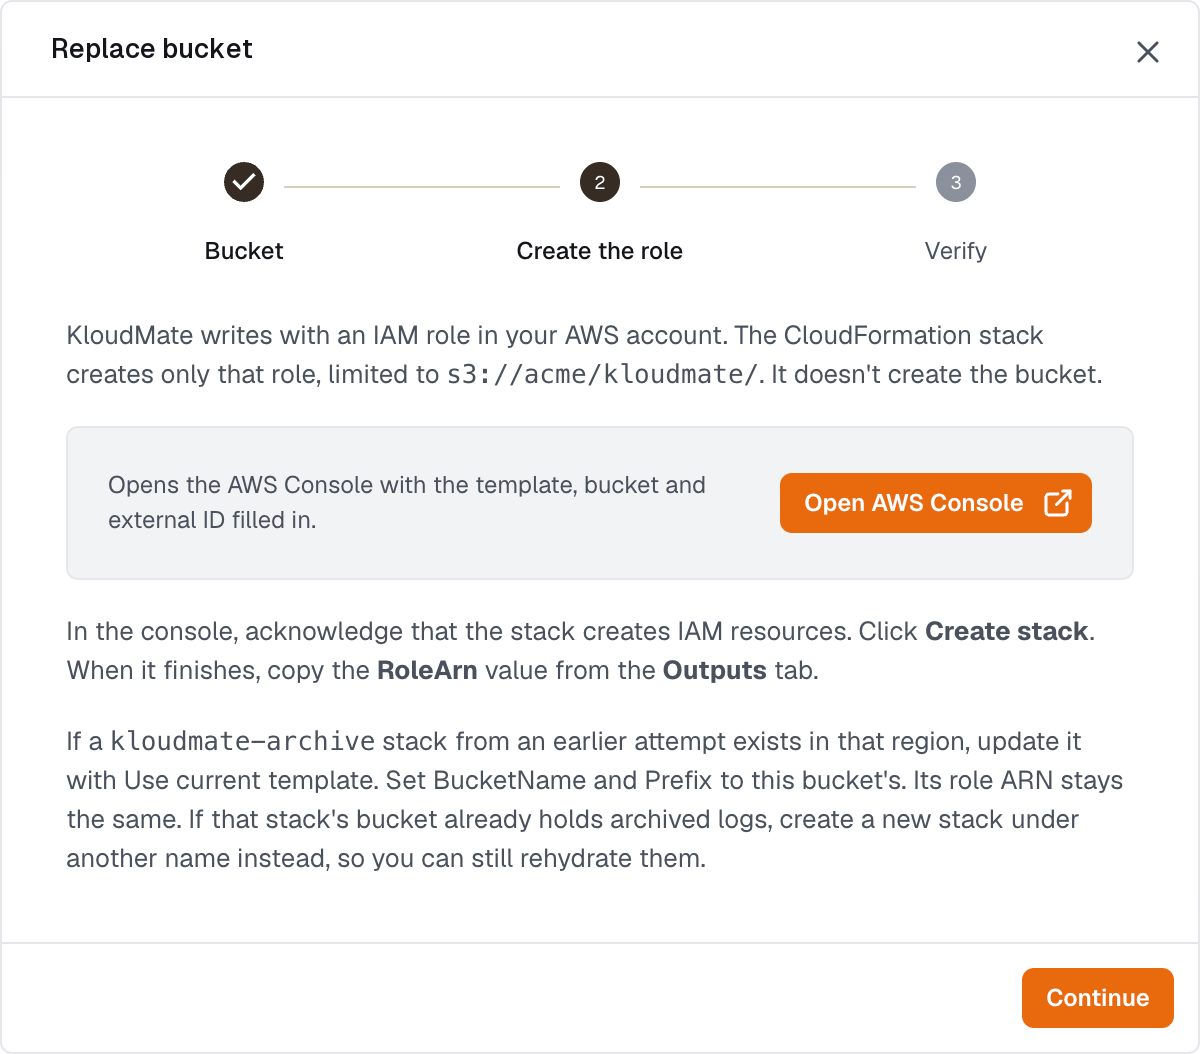 Replace bucket
2
3
Bucket
Create the role
Verify
KloudMate writes with an IAM role in your AWS account. The CloudFormation stack
creates only that role, limited to s3://acme/kloudmate/. It doesn't create the bucket.
Opens the AWS Console with the template, bucket and
external ID filled in.
Open AWS Console
In the console, acknowledge that the stack creates IAM resources. Click Create stack.
When it finishes, copy the RoleArn value from the Outputs tab.
If a kloudmate-archive stack from an earlier attempt exists in that region, update it
with Use current template. Set BucketName and Prefix to this bucket's. Its role ARN stays
the same. If that stack's bucket already holds archived logs, create a new stack under
another name instead, so you can still rehydrate them.
Continue